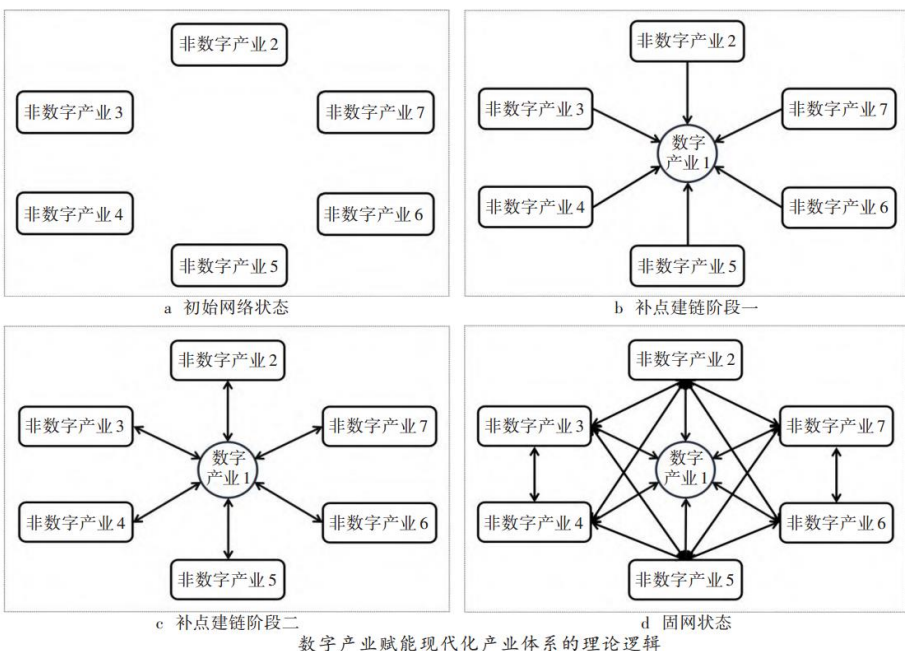 非数字产业2
非数字产业3
非数字产业7
非数字产业4
非数字产业6
非数字产业5
a 初始网络状态
非数字产业2
非数字产业3
非数字产业7
数字
产业1
非数字产业4
非数字产业6
非数字产业5
b 补点建链阶段一
非数字产业2
非数字产业3
非数字产业7
数字
产业1
非数字产业4
非数字产业6
非数字产业5
c 补点建链阶段二
非数字产业2
非数字产业3
非数字产业7
数字
产业1
非数字产业4
非数字产业6
非数字产业5
d 固网状态
数字产业赋能现代化产业体系的理论逻辑